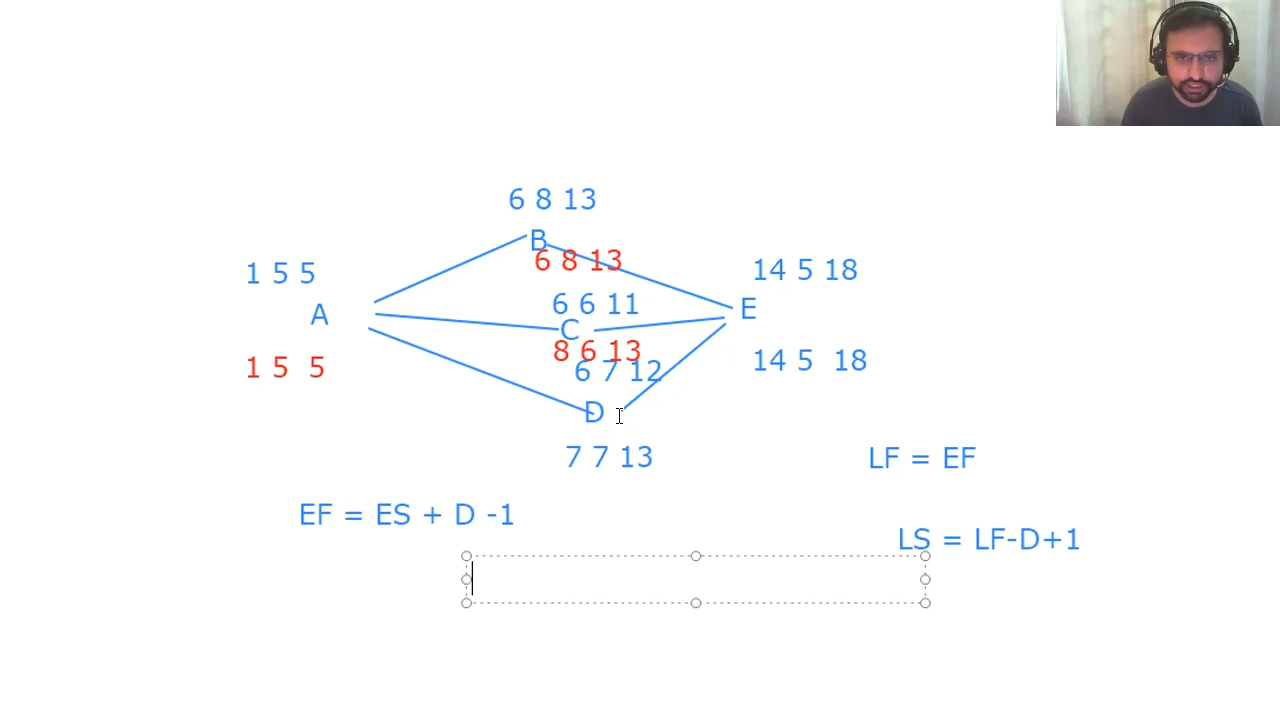 6 8 13
B
6 8 13
1 5 5
14 5 18
A
6 6 11
E
C
8 6 13
1 5  5
6 7 12
14 5  18
D
7 7 13
LF = EF
EF = ES + D -1
LS = LF-D+1